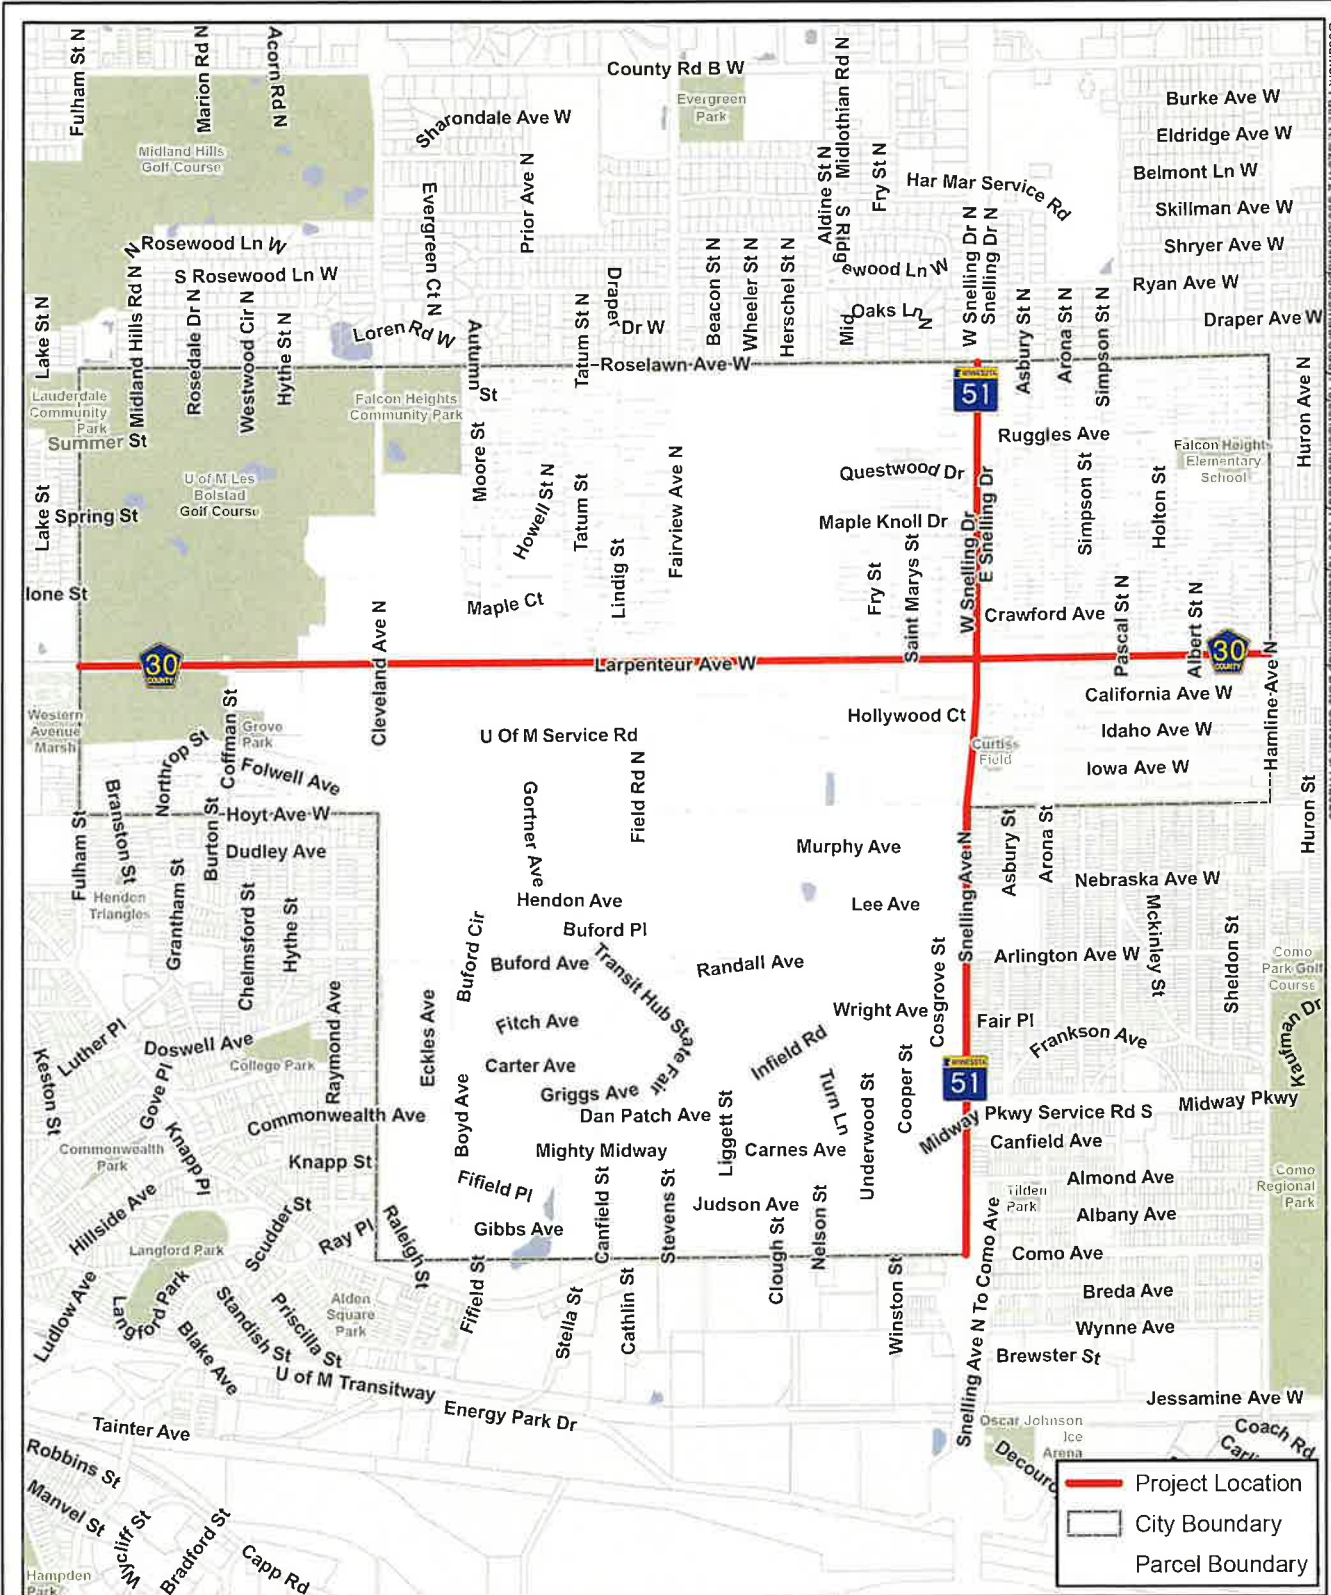 Fulham St N
Marion Rd N
Acorn Rd N
County Rd B W
Evergreen
Park
Midlothian Rd N
Burke Ave W
Sharondale Ave W
Eldridge Ave W
Midland Hills
Golf Course
Prior Ave N
Aldine St N
Fry St N
Belmont Ln W
Har Mar Service Rd
Evergreen Ct N
Skillman Ave W
S Ridg
ewood Ln W
W Snelling Dr N
Snelling Dr N
Rosewood Ln W
N
Shryer Ave W
S Rosewood Ln W
Ryan Ave W
Beacon St N
Wheeler St N
Herschel St N
Draper
Dr W
Mid
Oaks Ln
N
Draper Ave W
Lake St N
Midland Hills Rd N
Rosedale Dr N
Westwood Cir N
Hythe St N
Loren Rd W
Autumn
St
Tatum St N
Asbury St N
Arona St N
Simpson St N
Roselawn Ave W
MINNESOTA
51
Huron Ave N
Lauderdale
Community
Park
Falcon Heights
Community Park
Summer St
Ruggles Ave
Falcon Heights
Elementary
School
Moore St
Fairview Ave N
Questwood Dr
U of M Les
Bolstad
Golf Course
Howell St N
Tatum St
Simpson St
Holton St
Lake St
Spring St
Maple Knoll Dr
W Snelling Dr
E Snelling Dr
Lindig St
Fry St
Saint Marys St
lone St
Maple Ct
Crawford Ave
Pascal St N
Albert St N
Cleveland Ave N
30
COUNTY
Larpenteur Ave W
30
COUNTY
Hamline Ave N
California Ave W
Western
Avenue
Marsh
Coffman St
Grove
Park
Hollywood Ct
Idaho Ave W
U Of M Service Rd
Northrop St
Curtiss
Field
Iowa Ave W
Folwell Ave
Field Rd N
Gortner Ave
Branston St
Hoyt Ave W
Burton St
Fulham St
Huron St
Asbury St
Arona St
Snelling Ave N
Murphy Ave
Dudley Ave
Nebraska Ave W
Hendon
Triangles
Grantham St
Chelmsford St
Hythe St
Hendon Ave
Lee Ave
Mckinley St
Sheldon St
Buford Pl
Buford Cir
Buford Ave
Transit Hub State Fair
Randall Ave
Cosgrove St
Arlington Ave W
Como
Park Golf
Course
Eckles Ave
Raymond Ave
Wright Ave
Fair Pl
Fitch Ave
Frankson Ave
Kaufman Dr
Luther Pl
Doswell Ave
Infield Rd
Keston St
Gove Pl
College Park
Carter Ave
Cooper St
MINNESOTA
51
Griggs Ave
Turn Ln
Underwood St
Boyd Ave
Liggett St
Commonwealth Ave
Dan Patch Ave
Midway
Pkwy Service Rd S
Midway Pkwy
Commonwealth
Park
Knapp Pl
Mighty Midway
Carnes Ave
Canfield Ave
Knapp St
Almond Ave
Como
Regional
Park
Fifield Pl
Canfield St
Stevens St
Judson Ave
Tilden
Park
Hillside Ave
Scudder St
Albany Ave
Ray Pl
Raleigh St
Gibbs Ave
Clough St
Nelson St
Langford Park
Como Ave
Ludlow Ave
Langford Park
Fifield St
Stella St
Cathlin St
Winston St
Snelling Ave N To Como Ave
Breda Ave
Standish St
Priscilla St
Alden
Square
Park
Wynne Ave
Blake Ave
Brewster St
U of M Transitway
Jessamine Ave W
Energy Park Dr
Tainter Ave
Oscar Johnson
Ice
Arena
Coach Rd
Carli
Robbins St
Decourc
Manvel St
Wycliff St
Bradford St
Capp Rd
Hampden
Park
Project Location
City Boundary
Parcel Boundary